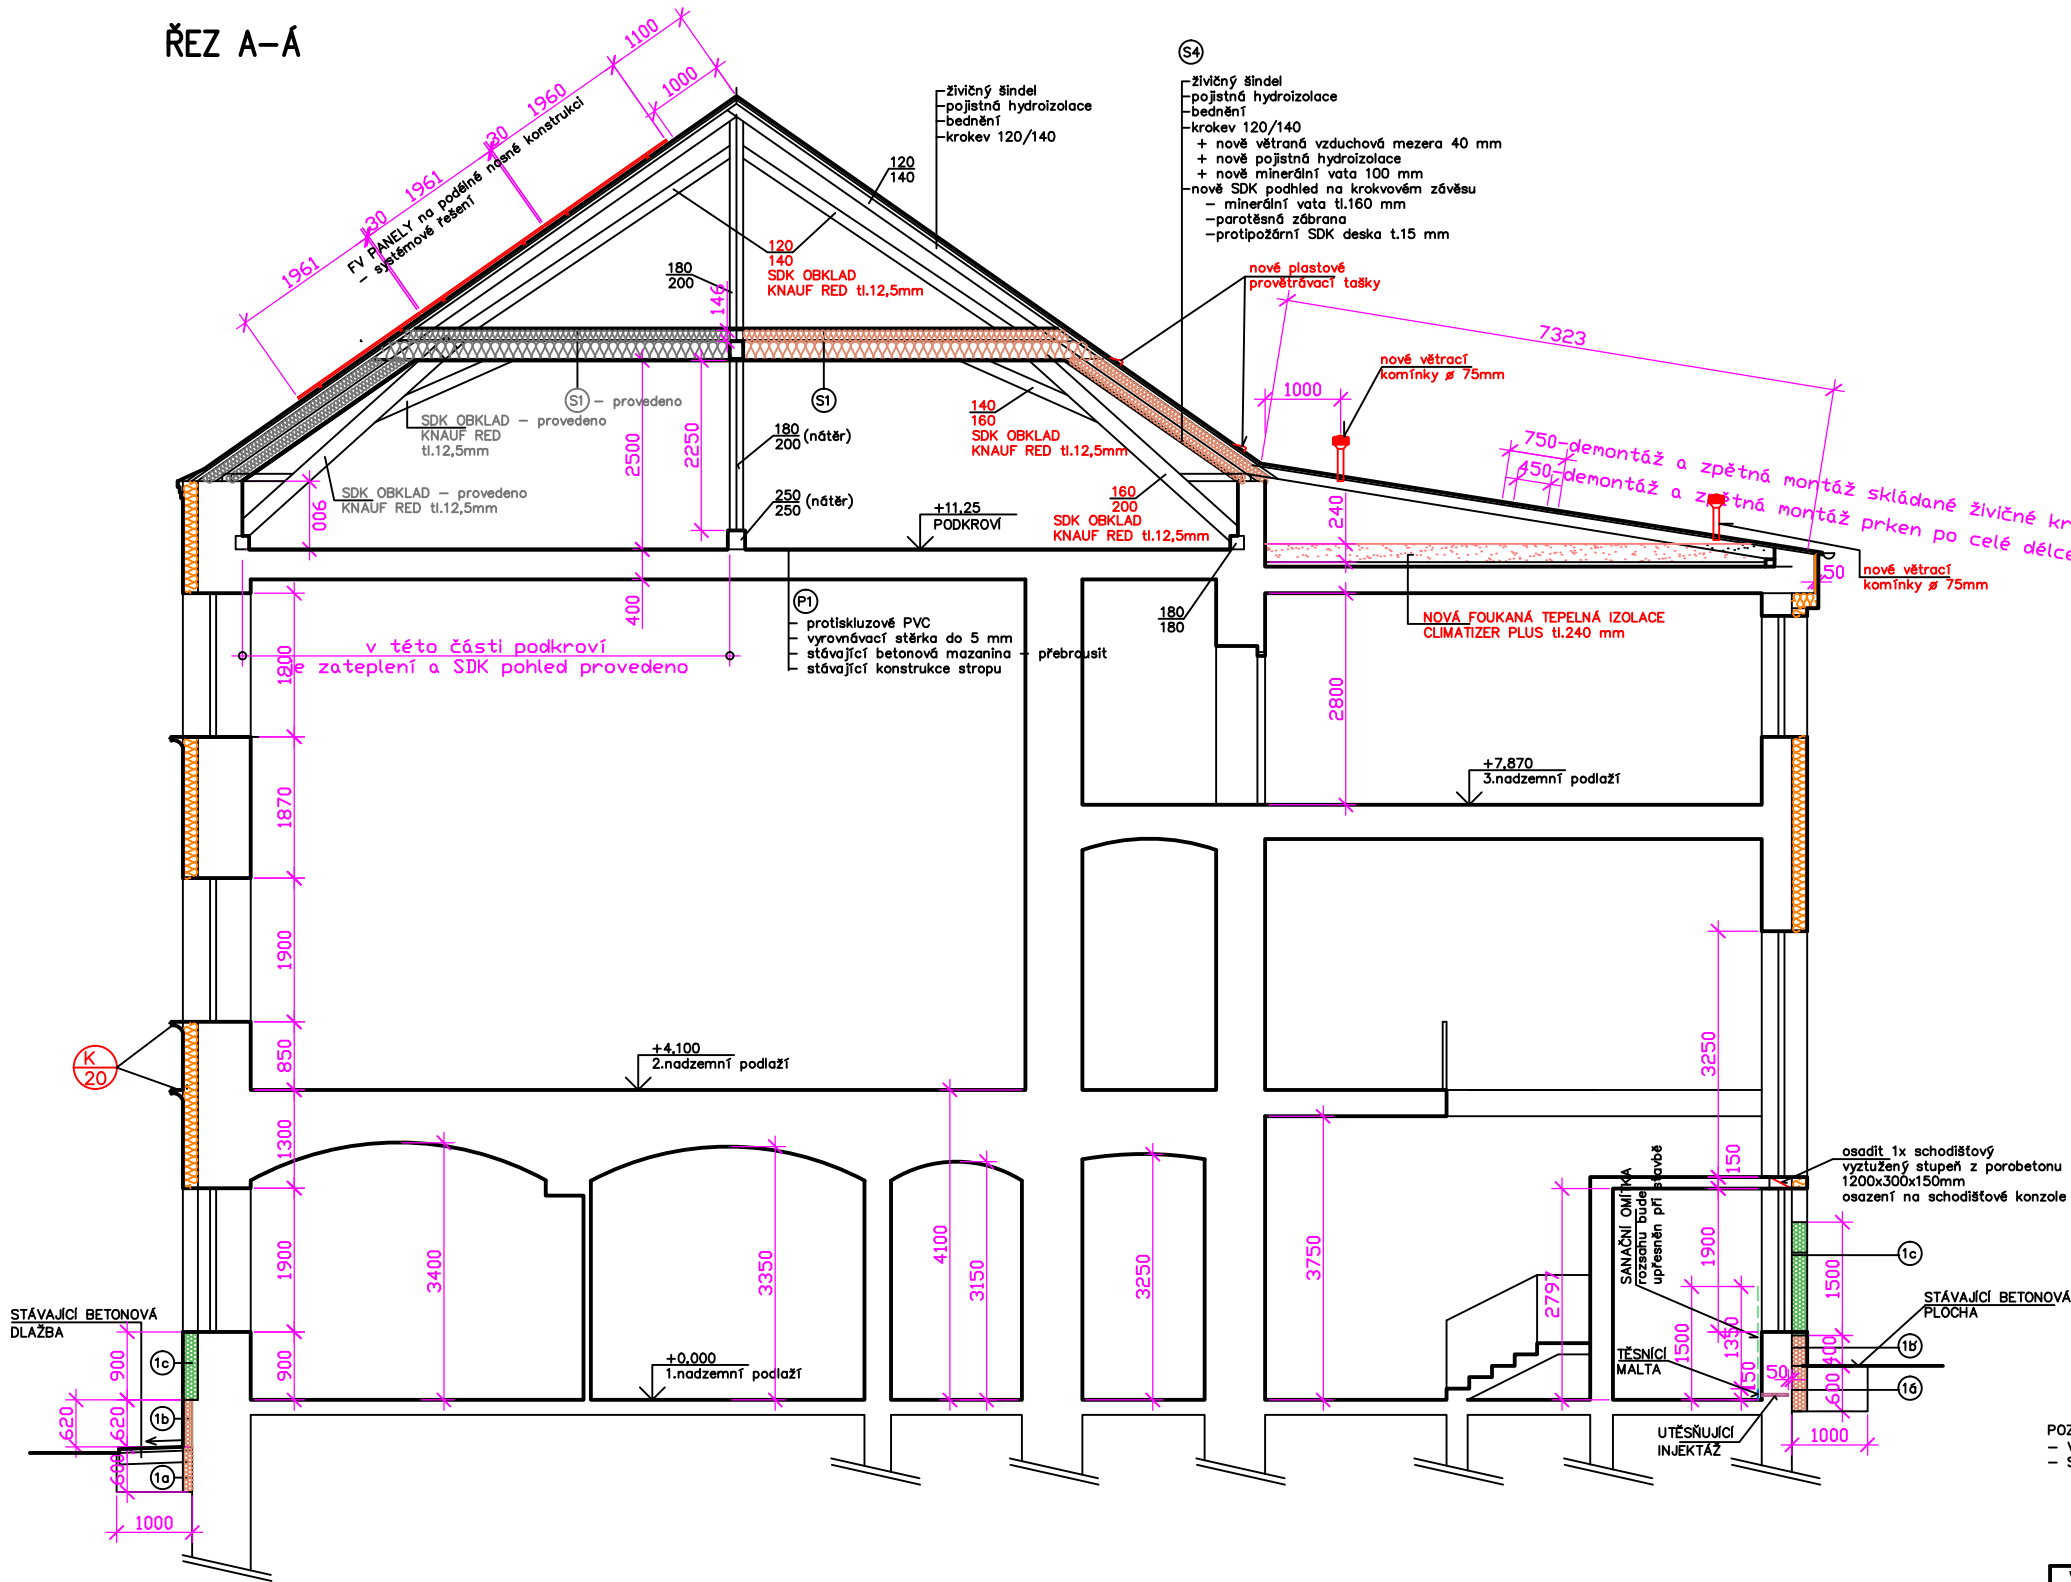 ŘEZ A-Á
1100
1000
1960
30
1961
30
1961
FV PANELY na podélné nosné konstrukci
- systémové řešení
živičný šindel
pojistná hydroizolace
bednění
krokev 120/140
S4
živičný šindel
pojistná hydroizolace
bednění
krokev 120/140
+ nově větraná vzduchová mezera 40 mm
+ nově pojistná hydroizolace
+ nově minerální vata 100 mm
nově SDK podhled na krokvovém závěsu
- minerální vata tl.160 mm
-parotěsná zábrana
-protipožární SDK deska t.15 mm
120
140
120
140
SDK OBKLAD
KNAUF RED tl.12,5mm
180
200
146
nové plastové
provětrávací tašky
7323
nové větrací
komínky ø 75mm
1000
750-demontáž a zpětná montáž skládané živičné kr
450-demontáž a zpětná montáž prken po celé délce
S1 - provedeno
S1
SDK OBKLAD - provedeno
KNAUF RED
tl.12,5mm
SDK OBKLAD - provedeno
KNAUF RED tl.12,5mm
900
2500
2250
180
200 (nátěr)
250
250 (nátěr)
140
160
SDK OBKLAD
KNAUF RED tl.12,5mm
160
200
SDK OBKLAD
KNAUF RED tl.12,5mm
+11,25
PODKROVÍ
240
50
nové větrací
komínky ø 75mm
400
P1
protiskluzové PVC
vyrovnávací stěrka do 5 mm
stávající betonová mazanina - přebrousit
stávající konstrukce stropu
180
180
NOVÁ FOUKANÁ TEPELNÁ IZOLACE
CLIMATIZER PLUS tl.240 mm
v této části podkroví
je zateplení a SDK pohled provedeno
1900
2800
+7,870
3.nadzemní podlaží
1870
1900
850
K
20
+4,100
2.nadzemní podlaží
3250
1300
150
osadit 1x schodišťový
vyztužený stupeň z porobetonu
1200x300x150mm
osazení na schodišťové konzole
SANAČNÍ OMÍTKA
rozsahu bude
upřesněn při stavbě
1900
3400
3350
4100
3150
3250
3750
2797
1900
1500
1c
STÁVAJÍCÍ BETONOVÁ
PLOCHA
STÁVAJÍCÍ BETONOVÁ
DLAŽBA
900
1c
900
+0,000
1.nadzemní podlaží
TĚSNÍCÍ
MALTA
1500
1350
150
50
400
600
1b́
1á
620
620
1b
600
1a
1000
UTĚSŇUJÍCÍ
INJEKTÁŽ
1000
POZ